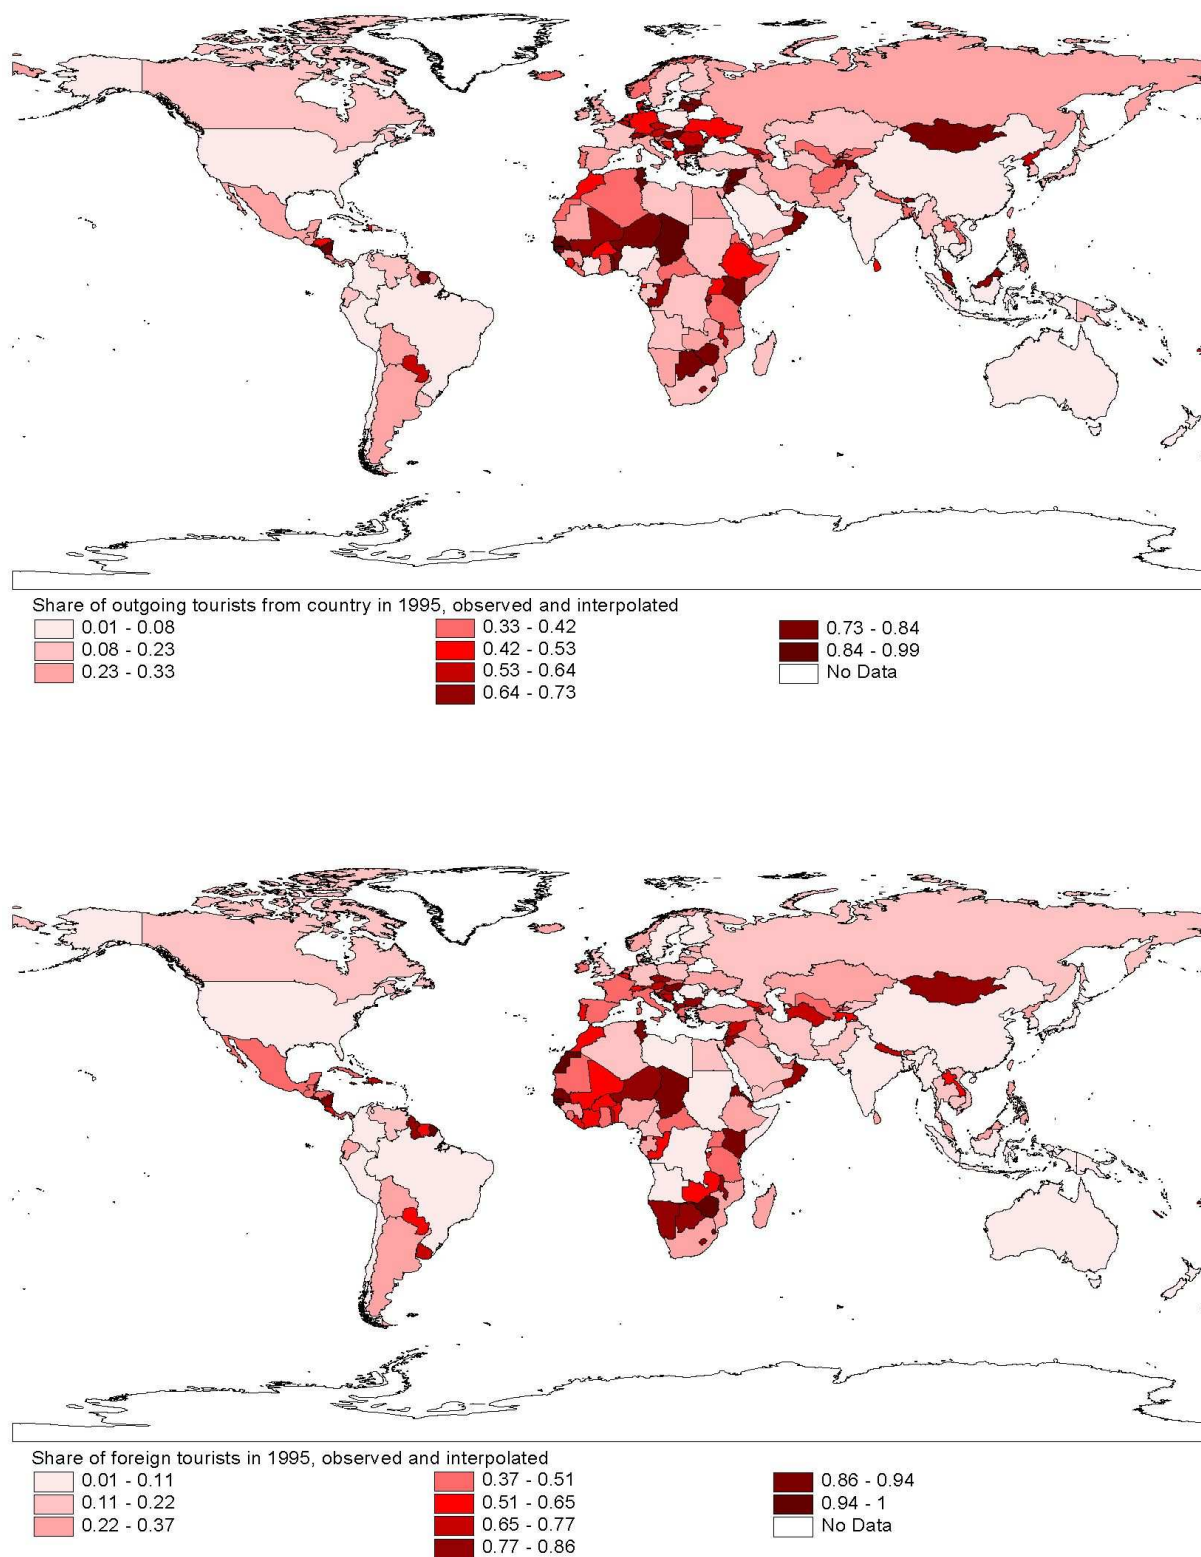 Share of outgoing tourists from country in 1995, observed and interpolated
0.01 - 0.08
0.08 - 0.23
0.23 - 0.33
0.33 - 0.42
0.42 - 0.53
0.53 - 0.64
0.64 - 0.73
0.73 - 0.84
0.84 - 0.99
No Data
Share of foreign tourists in 1995, observed and interpolated
0.01 - 0.11
0.11 - 0.22
0.22 - 0.37
0.37 - 0.51
0.51 - 0.65
0.65 - 0.77
0.77 - 0.86
0.86 - 0.94
0.94 - 1
No Data